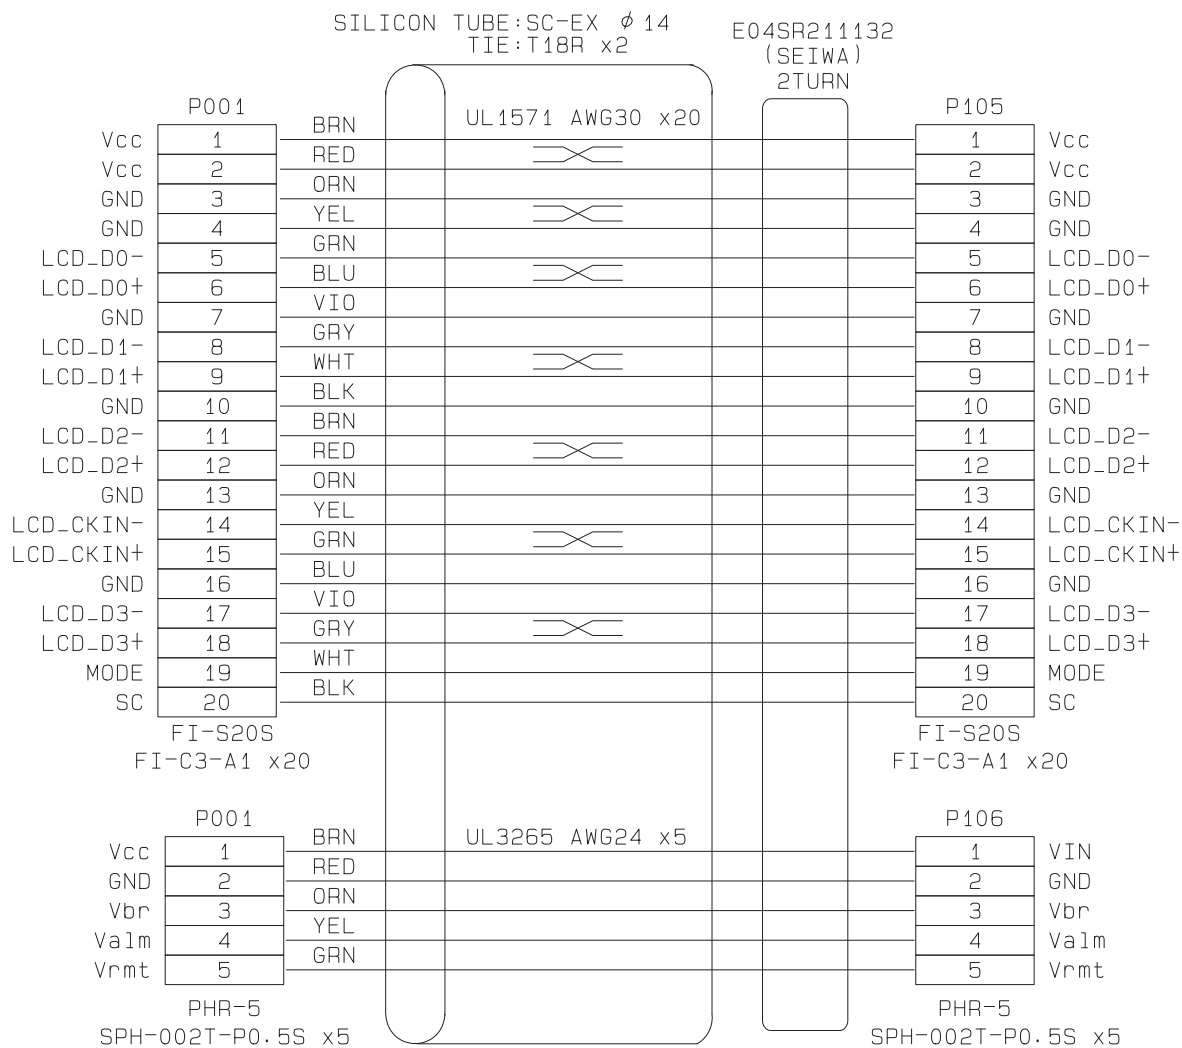 SILICON TUBE:SC-EX φ14
TIE:T18R x2
E04SR211132
(SEIWA)
2TURN
P001
UL1571 AWG30 x20
P105
BRN
Vcc 1 1 Vcc
RED
Vcc 2 2 Vcc
ORN
GND 3 3 GND
YEL
GND 4 4 GND
GRN
LCD_D0- 5 5 LCD_D0-
BLU
LCD_D0+ 6 6 LCD_D0+
VIO
GND 7 7 GND
GRY
LCD_D1- 8 8 LCD_D1-
WHT
LCD_D1+ 9 9 LCD_D1+
BLK
GND 10 10 GND
BRN
LCD_D2- 11 11 LCD_D2-
RED
LCD_D2+ 12 12 LCD_D2+
ORN
GND 13 13 GND
YEL
LCD_CKIN- 14 14 LCD_CKIN-
GRN
LCD_CKIN+ 15 15 LCD_CKIN+
BLU
GND 16 16 GND
VIO
LCD_D3- 17 17 LCD_D3-
GRY
LCD_D3+ 18 18 LCD_D3+
WHT
MODE 19 19 MODE
BLK
SC 20 20 SC
FI-S20S FI-S20S
FI-C3-A1 x20 FI-C3-A1 x20
P001
UL3265 AWG24 x5
P106
BRN
Vcc 1 1 VIN
RED
GND 2 2 GND
ORN
Vbr 3 3 Vbr
YEL
Valm 4 4 Valm
GRN
Vrmt 5 5 Vrmt
PHR-5 PHR-5
SPH-002T-P0.5S x5 SPH-002T-P0.5S x5